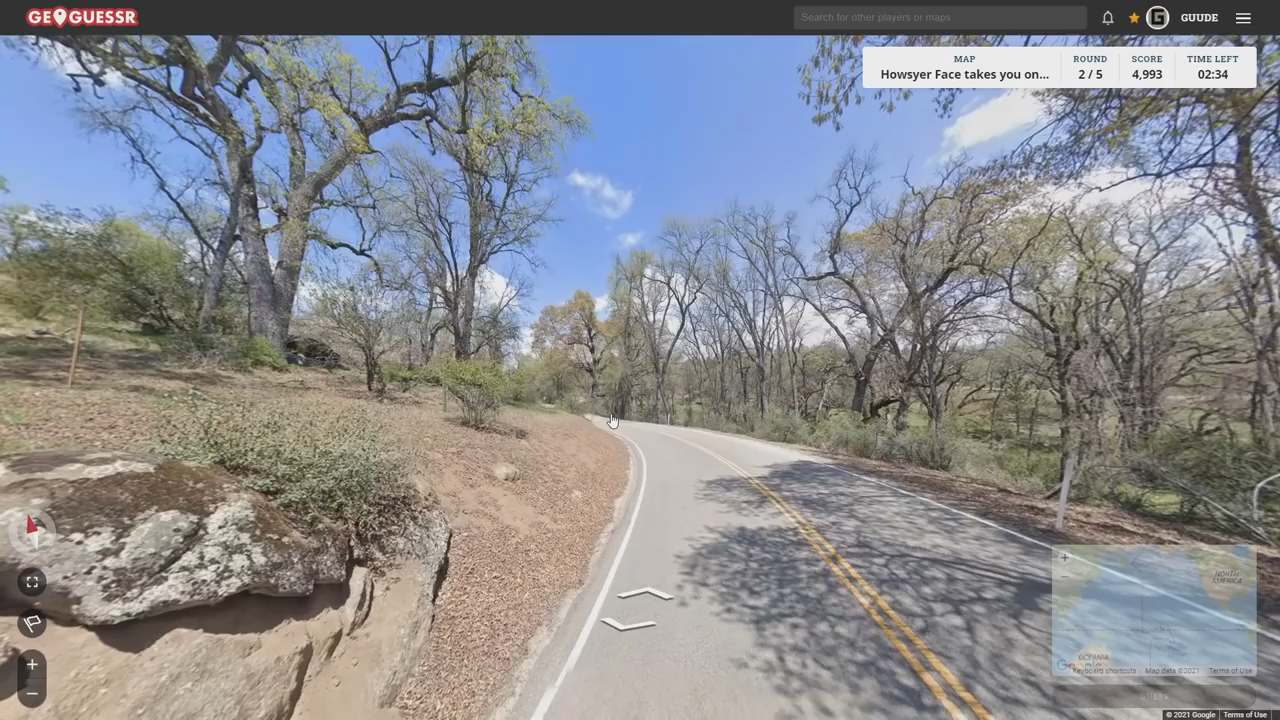 GEOGUESSR
Search for other players or maps
GUUDE
MAP
Howsyer Face takes you on...
ROUND
2 / 5
SCORE
4,993
TIME LEFT
02:34
NORTH
AMERICA
OCEANIA
Google
Keyboard shortcuts
Map data ©2021
Terms of Use
© 2021 Google
Terms of Use